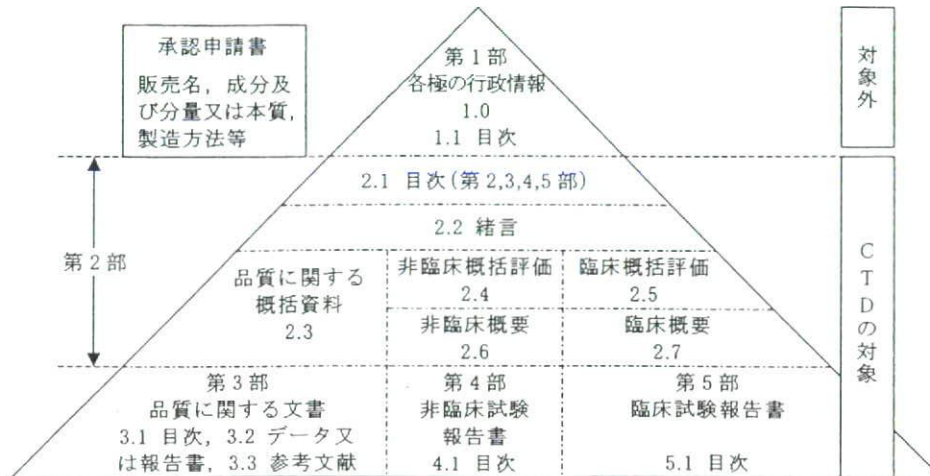 承認申請書
販売名，成分及
び分量又は本質，
製造方法等
第1部
各極の行政情報
1.0
1.1 目次
対象外
2.1 目次(第2,3,4,5部)
2.2 緒言
第2部
品質に関する
概括資料
2.3
非臨床概括評価
2.4
臨床概括評価
2.5
非臨床概要
2.6
臨床概要
2.7
CTDの対象
第3部
品質に関する文書
3.1 目次，3.2 データ又
は報告書，3.3 参考文献
第4部
非臨床試験
報告書
4.1 目次
第5部
臨床試験報告書
5.1 目次